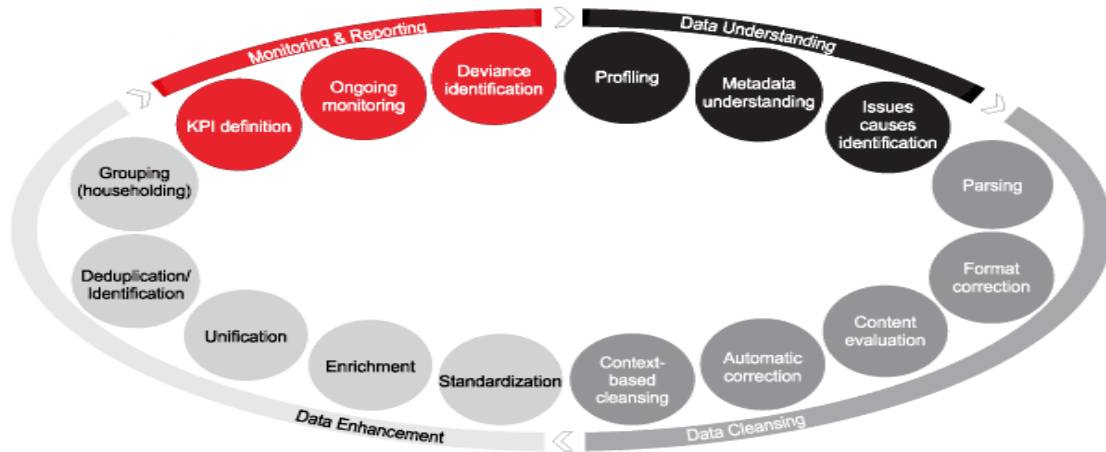 Monitoring & Reporting
Data Understanding
KPI definition
Ongoing
monitoring
Deviance
identification
Profiling
Metadata
understanding
Issues
causes
identification
Parsing
Format
correction
Content
evaluation
Automatic
correction
Context-
based
cleansing
Data Cleansing
Standardization
Enrichment
Unification
Deduplication/
Identification
Grouping
(householding)
Data Enhancement